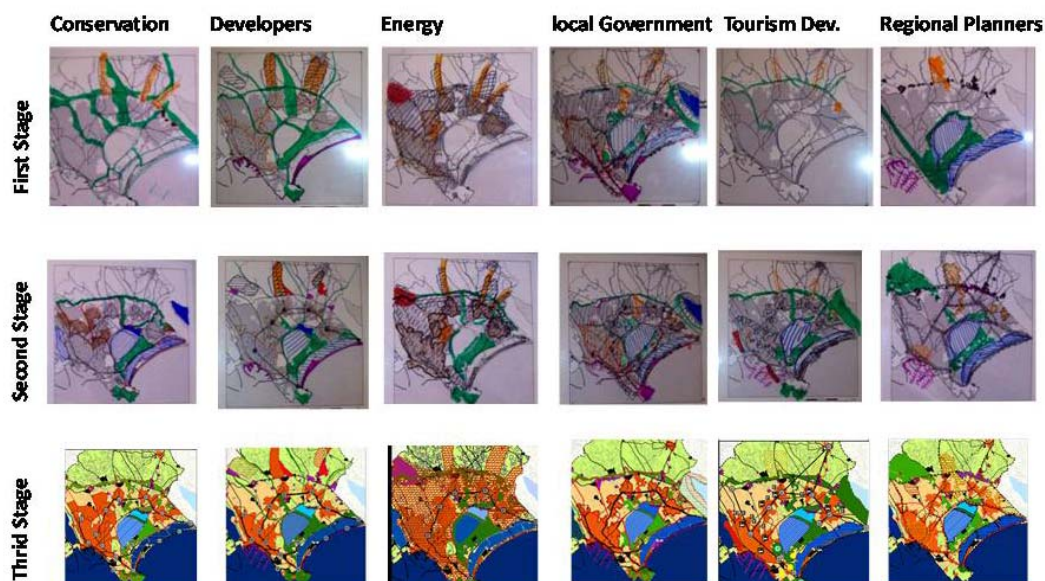 Conservation Developers Energy local Government Tourism Dev. Regional Planners
First Stage
Second Stage
Thrid Stage